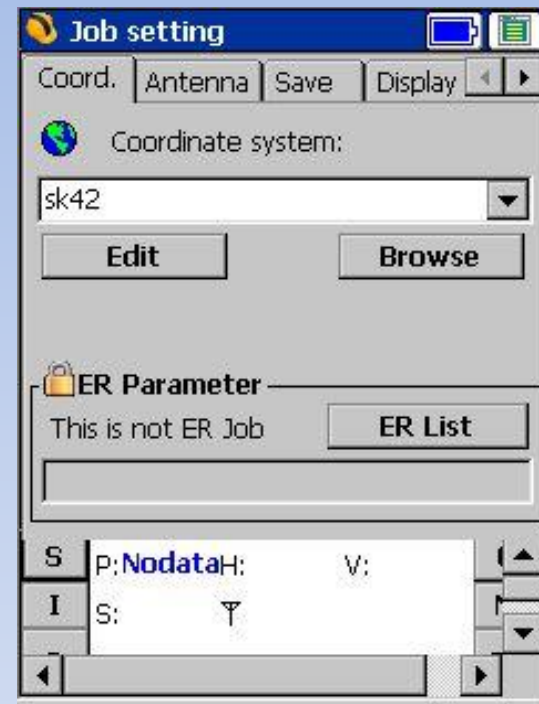 Job setting
Coord. Antenna Save Display
Coordinate system:
sk42
Edit Browse
ER Parameter
This is not ER Job ER List
S P:NodataH: V:
I S: